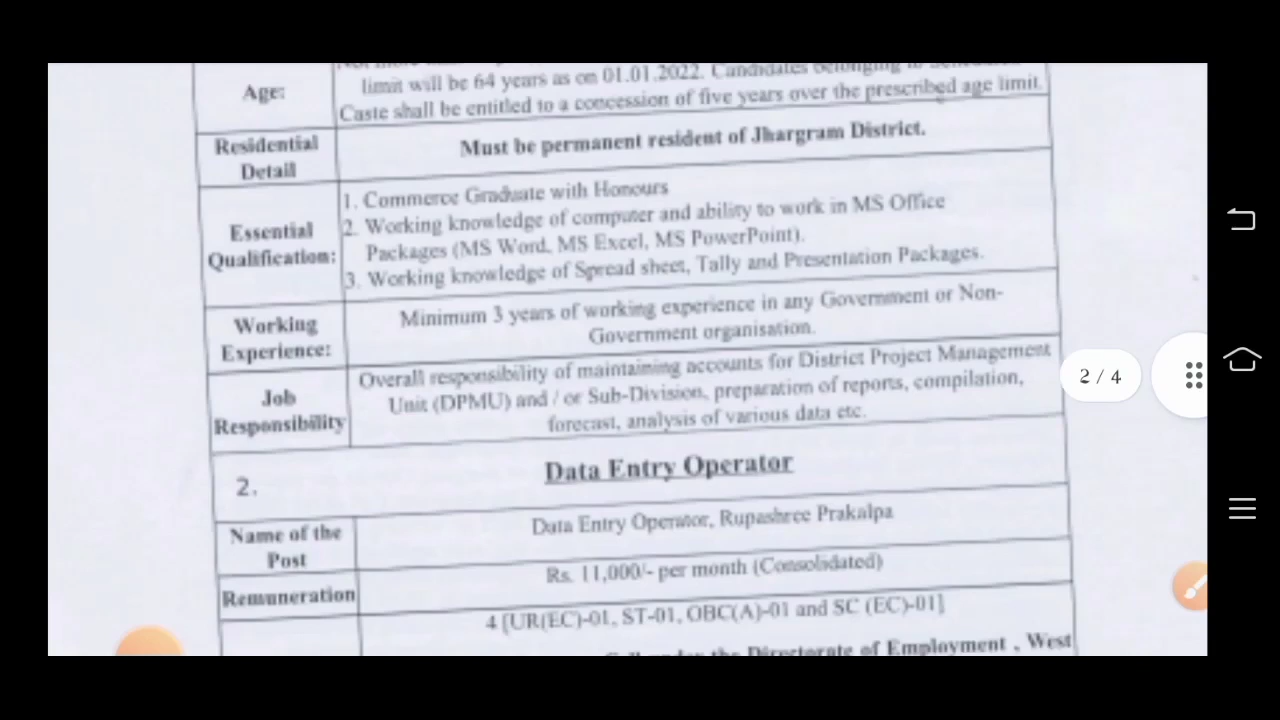 Age:
limit will be 64 years as on 01.01.2022. Candidates belonging to
Caste shall be entitled to a concession of five years over the prescribed age limit.
Residential
Detail
Must be permanent resident of Jhargram District.
Essential
Qualification:
1. Commerce Graduate with Honours
2. Working knowledge of computer and ability to work in MS Office
Packages (MS Word, MS Excel, MS PowerPoint).
3. Working knowledge of Spread sheet, Tally and Presentation Packages.
Working
Experience:
Minimum 3 years of working experience in any Government or Non-
Government organisation.
Job
Responsibility
Overall responsibility of maintaining accounts for District Project Management
Unit (DPMU) and / or Sub-Division, preparation of reports, compilation,
forecast, analysis of various data etc.
2 / 4
2.
Data Entry Operator
Name of the
Post
Data Entry Operator, Rupashree Prakalpa
Remuneration
Rs. 11,000/- per month (Consolidated)
4 [UR(EC)-01, ST-01, OBC(A)-01 and SC (EC)-01]
under the Directorate of Employment , West